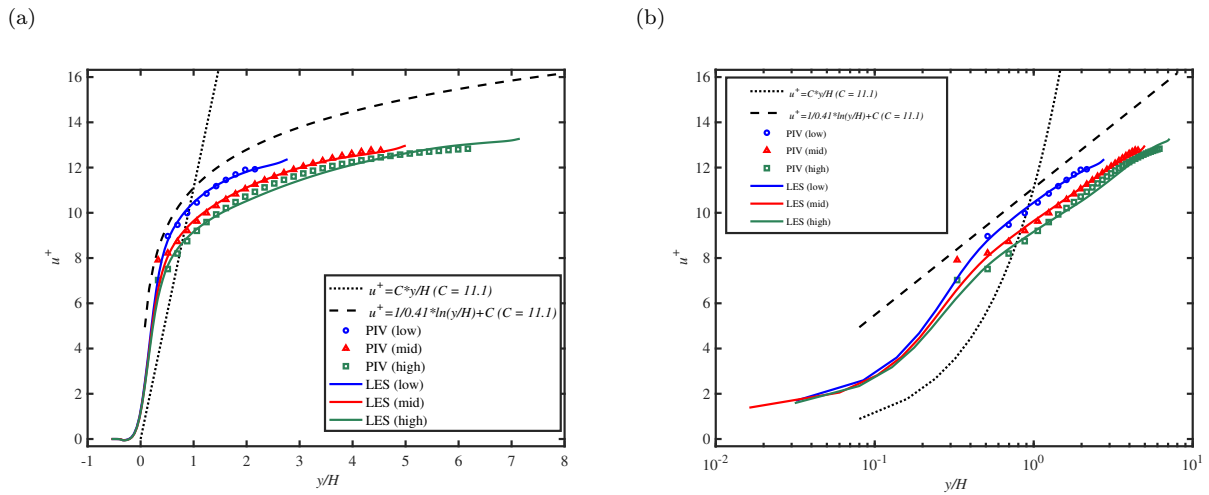 (a)
16
14
12
10
8
6
4
2
0
u+
-1 0 1 2 3 4 5 6 7 8
y/H
u+=C*y/H (C = 11.1)
u+=1/0.41*ln(y/H)+C (C = 11.1)
PIV (low)
PIV (mid)
PIV (high)
LES (low)
LES (mid)
LES (high)
(b)
16
14
12
10
8
6
4
2
0
u+
10-2 10-1 100 101
y/H
u+=C*y/H (C = 11.1)
u+=1/0.41*ln(y/H)+C (C = 11.1)
PIV (low)
PIV (mid)
PIV (high)
LES (low)
LES (mid)
LES (high)